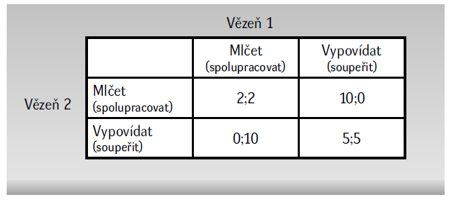 Vězeň 1
Mlčet
(spolupracovat)
Vypovídat
(soupeřit)
Vězeň 2
Mlčet
(spolupracovat)
2;2
10;0
Vypovídat
(soupeřit)
0;10
5;5